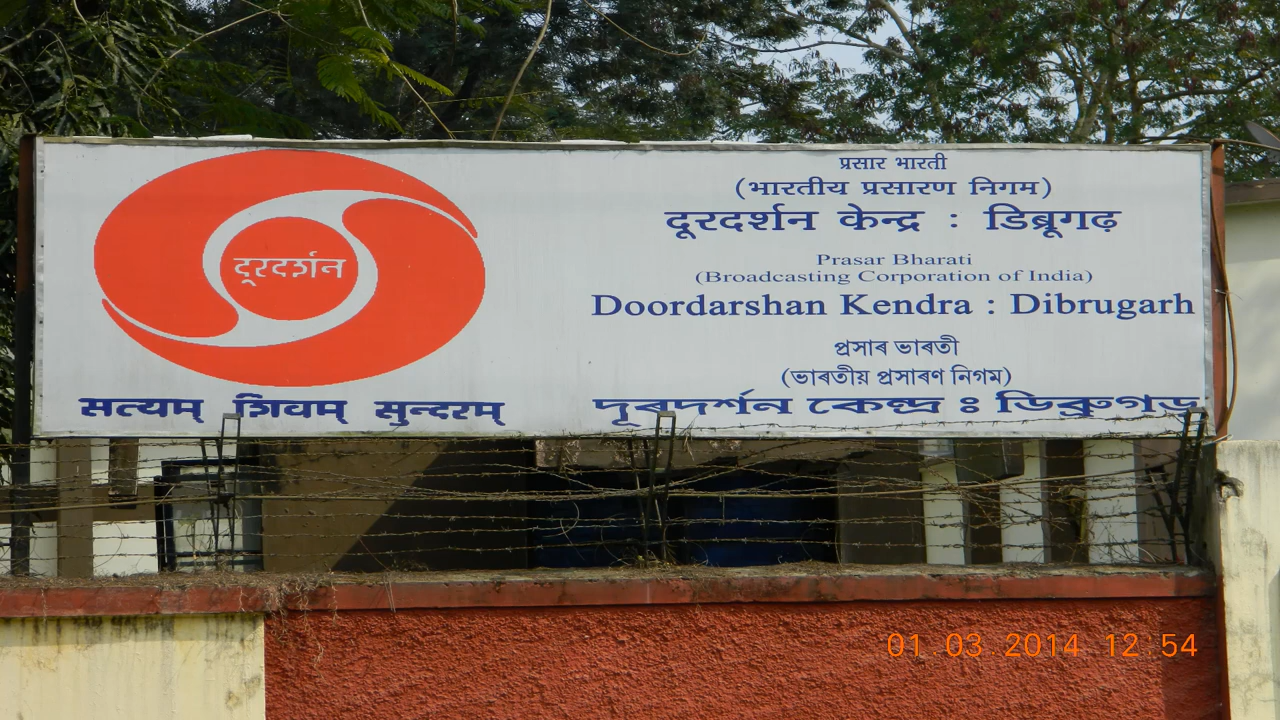 दूरदर्शन
सत्यम् शिवम् सुन्दरम्
प्रसार भारती
(भारतीय प्रसारण निगम)
दूरदर्शन केन्द्र : डिब्रूगढ़
Prasar Bharati
(Broadcasting Corporation of India)
Doordarshan Kendra : Dibrugarh
প্ৰসাৰ ভাৰতী
(ভাৰতীয় প্ৰসাৰণ নিগম)
দূৰদৰ্শন কেন্দ্ৰ ঃ ডিব্ৰুগড়
01.03.2014 12:54